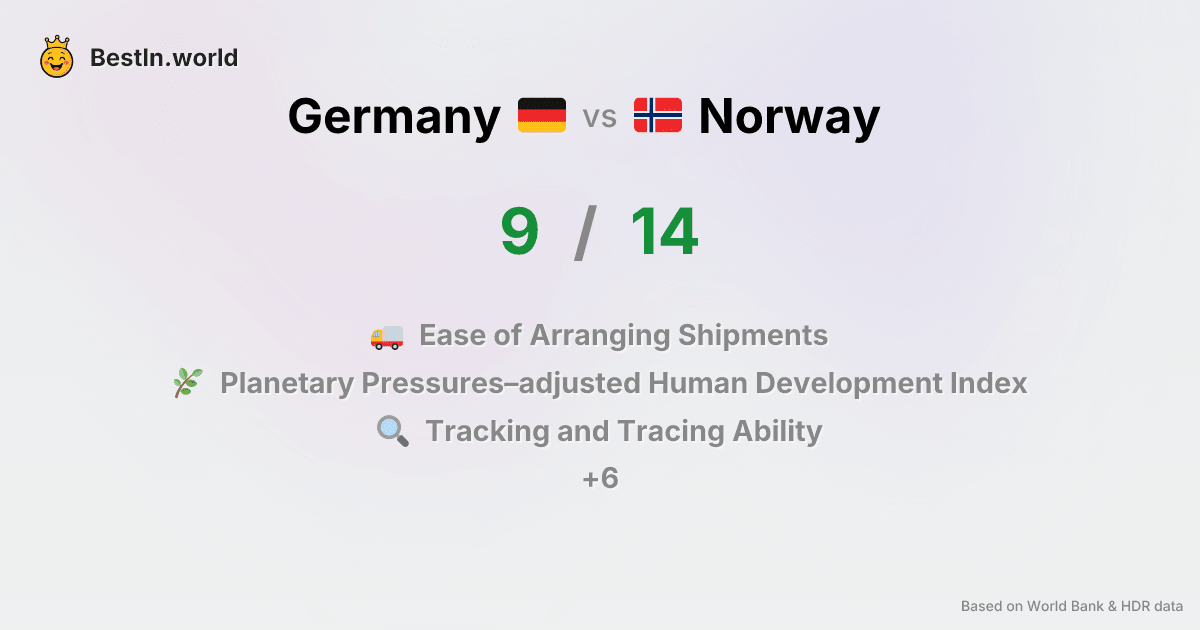 BestIn.world
Germany vs Norway
9 / 14
Ease of Arranging Shipments
Planetary Pressures–adjusted Human Development Index
Tracking and Tracing Ability
+6
Based on World Bank & HDR data